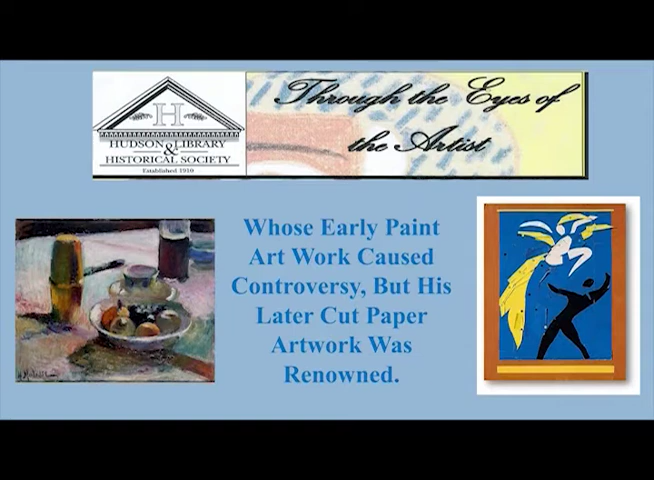 Through the Eyes of
the Artist
H
HUDSON LIBRARY
&
HISTORICAL SOCIETY
Established 1910
Whose Early Paint
Art Work Caused
Controversy, But His
Later Cut Paper
Artwork Was
Renowned.